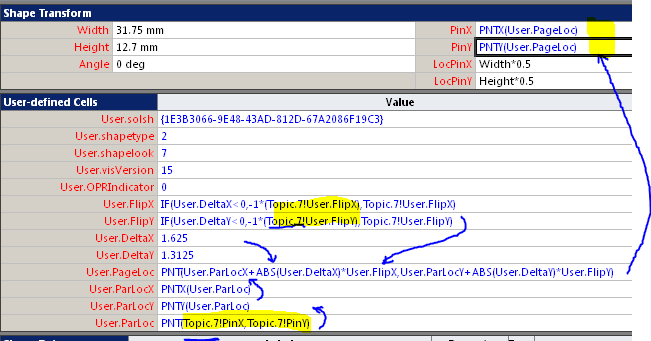 Shape Transform
Width 31.75 mm PinX PNTX(User.PageLoc)
Height 12.7 mm PinY PNTY(User.PageLoc)
Angle 0 deg LocPinX Width*0.5
LocPinY Height*0.5
User-defined Cells Value
User.solsh {1E3B3066-9E48-43AD-812D-67A2086F19C3}
User.shapetype 2
User.shapelook 7
User.visVersion 15
User.OPRIndicator 0
User.FlipX IF(User.DeltaX<0,-1*(Topic.7!User.FlipX),Topic.7!User.FlipX)
User.FlipY IF(User.DeltaY<0,-1*(Topic.7!User.FlipY),Topic.7!User.FlipY)
User.DeltaX 1.625
User.DeltaY 1.3125
User.PageLoc PNT(User.ParLocX+ABS(User.DeltaX)*User.FlipX,User.ParLocY+ABS(User.DeltaY)*User.FlipY)
User.ParLocX PNTX(User.ParLoc)
User.ParLocY PNTY(User.ParLoc)
User.ParLoc PNT(Topic.7!PinX,Topic.7!PinY)